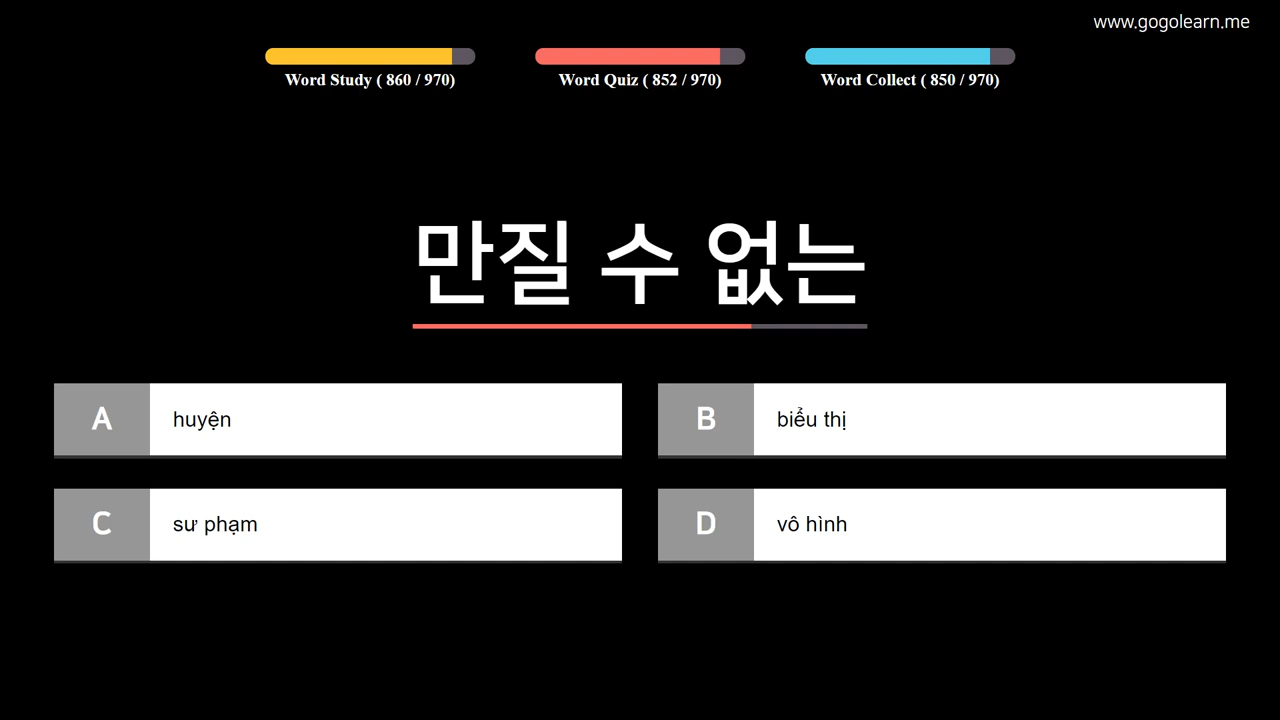 www.gogolearn.me
Word Study ( 860 / 970)
Word Quiz ( 852 / 970)
Word Collect ( 850 / 970)
만질 수 없는
A
huyện
B
biểu thị
C
sư phạm
D
vô hình